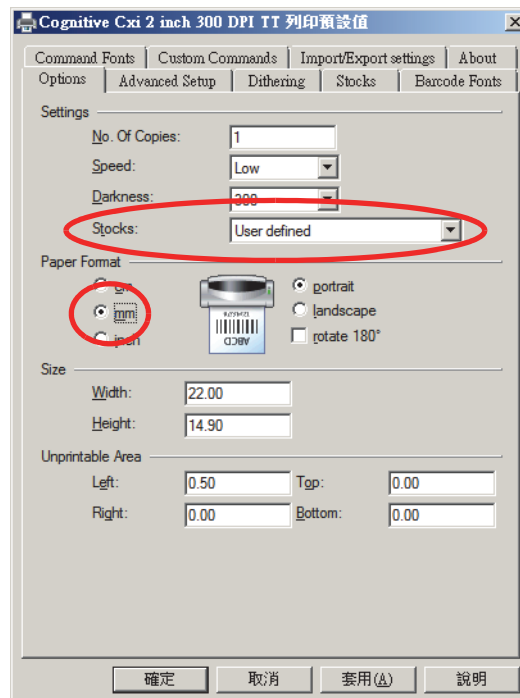 Cognitive Cxi 2 inch 300 DPI TT 列印預設值
Command Fonts Custom Commands Import/Export settings About
Options Advanced Setup Dithering Stocks Barcode Fonts
Settings
No. Of Copies: 1
Speed: Low
Darkness: 300
Stocks: User defined
Paper Format
cm
portrait
mm
landscape
inch
rotate 180°
ABCD
Size
Width: 22.00
Height: 14.90
Unprintable Area
Left: 0.50 Top: 0.00
Right: 0.00 Bottom: 0.00
確定 取消 套用(A) 說明